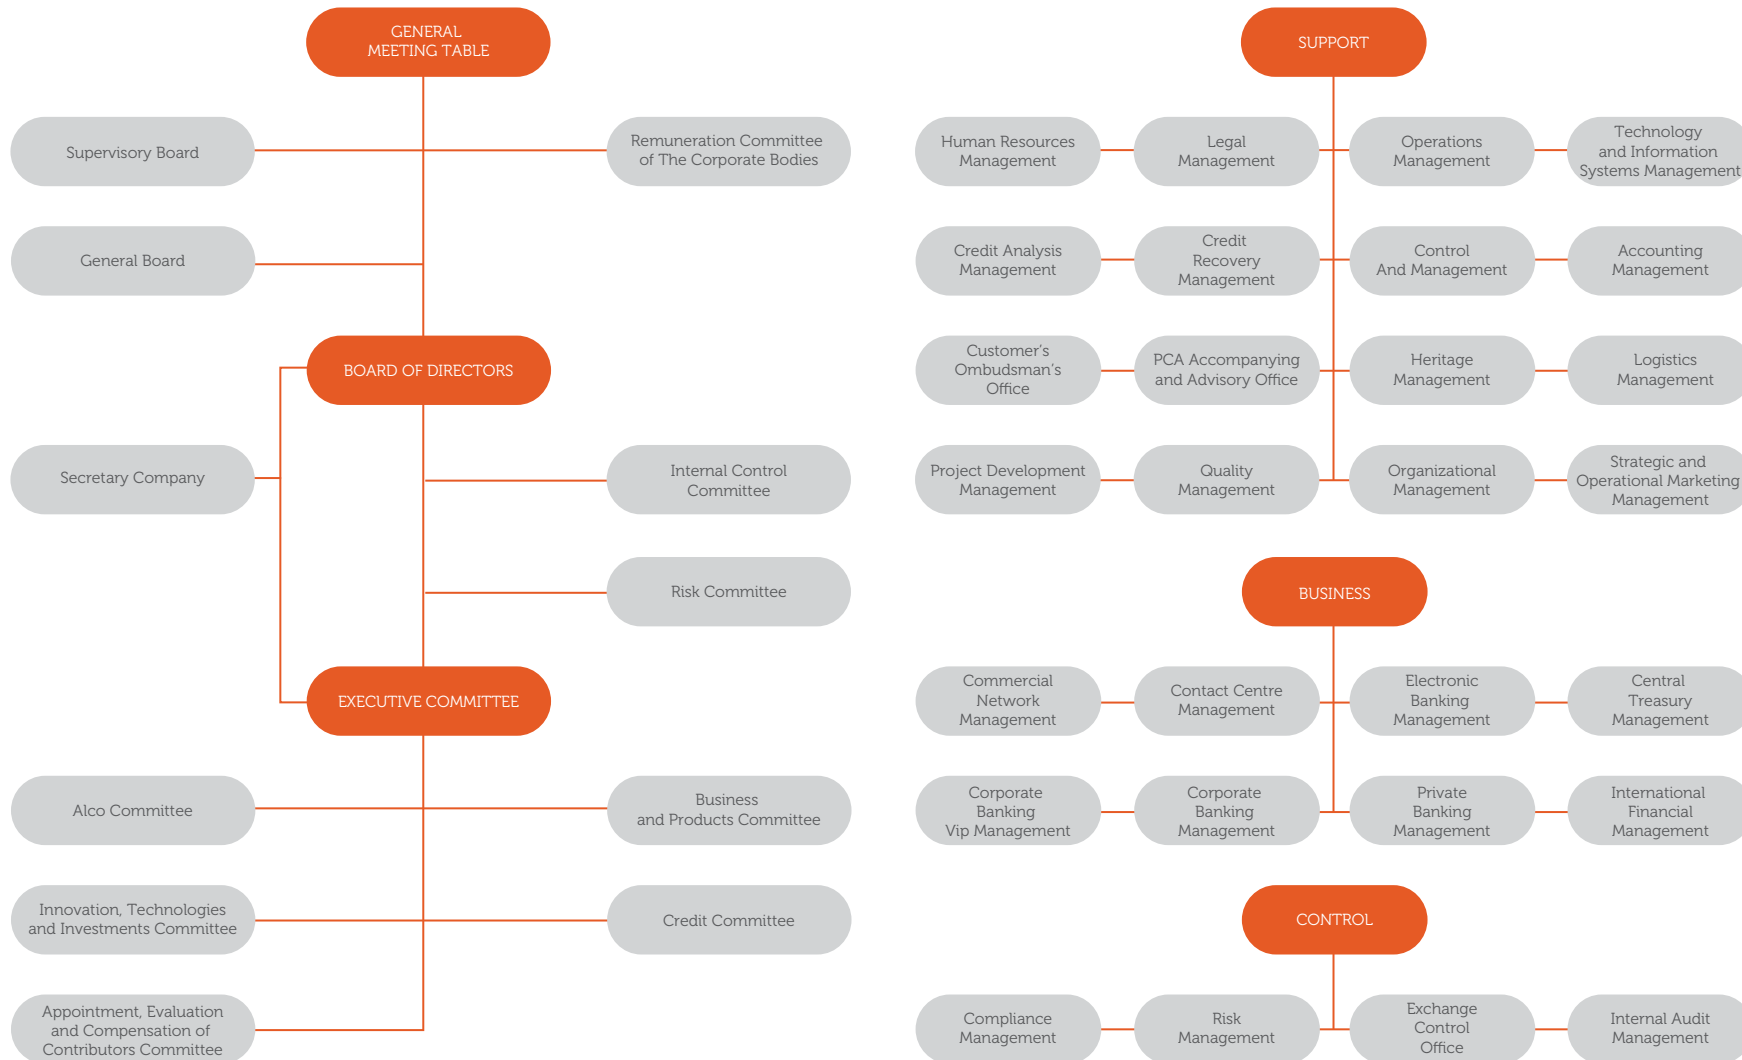 GENERAL
MEETING TABLE
Supervisory Board
Remuneration Committee
of The Corporate Bodies
General Board
BOARD OF DIRECTORS
Secretary Company
Internal Control
Committee
Risk Committee
EXECUTIVE COMMITTEE
Alco Committee
Business
and Products Committee
Innovation, Technologies
and Investments Committee
Credit Committee
Appointment, Evaluation
and Compensation of
Contributors Committee
SUPPORT
Human Resources
Management
Legal
Management
Operations
Management
Technology
and Information
Systems Management
Credit Analysis
Management
Credit
Recovery
Management
Control
And Management
Accounting
Management
Customer’s
Ombudsman’s
Office
PCA Accompanying
and Advisory Office
Heritage
Management
Logistics
Management
Project Development
Management
Quality
Management
Organizational
Management
Strategic and
Operational Marketing
Management
BUSINESS
Commercial
Network
Management
Contact Centre
Management
Electronic
Banking
Management
Central
Treasury
Management
Corporate
Banking
Vip Management
Corporate
Banking
Management
Private
Banking
Management
International
Financial
Management
CONTROL
Compliance
Management
Risk
Management
Exchange
Control
Office
Internal Audit
Management